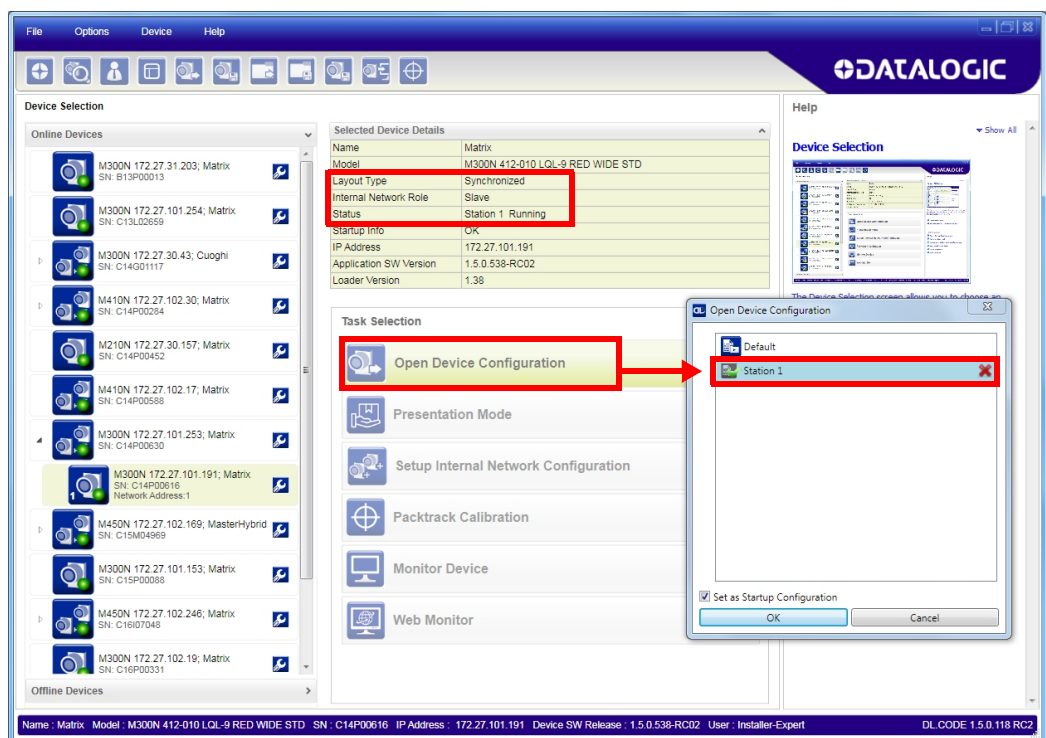 File Options Device Help
DATALOGIC
Device Selection
Online Devices
M300N 172.27.31.203; Matrix
SN: B13P00013
M300N 172.27.101.254; Matrix
SN: C13L02659
M300N 172.27.30.43; Cuoghi
SN: C14G01117
M410N 172.27.102.30; Matrix
SN: C14P00284
M210N 172.27.30.157; Matrix
SN: C14P00452
M410N 172.27.102.17; Matrix
SN: C14P00588
M300N 172.27.101.253; Matrix
SN: C14P00630
1
M300N 172.27.101.191; Matrix
SN: C14P00616
Network Address:1
M450N 172.27.102.169; MasterHybrid
SN: C15M04969
M300N 172.27.101.153; Matrix
SN: C15P00088
M450N 172.27.102.246; Matrix
SN: C16I07048
M300N 172.27.102.19; Matrix
SN: C16P00331
Offline Devices
Selected Device Details
Name Matrix
Model M300N 412-010 LQL-9 RED WIDE STD
Layout Type Synchronized
Internal Network Role Slave
Status Station 1 Running
Startup Info OK
IP Address 172.27.101.191
Application SW Version 1.5.0.538-RC02
Loader Version 1.38
Task Selection
Open Device Configuration
Presentation Mode
Setup Internal Network Configuration
Packtrack Calibration
Monitor Device
Web Monitor
Help
Show All
Device Selection
The Device Selection screen allows you to choose an
Open Device Configuration
Default
Station 1
Set as Startup Configuration
OK Cancel
Name : Matrix Model : M300N 412-010 LQL-9 RED WIDE STD SN : C14P00616 IP Address : 172.27.101.191 Device SW Release : 1.5.0.538-RC02 User : Installer-Expert DL.CODE 1.5.0.118 RC2